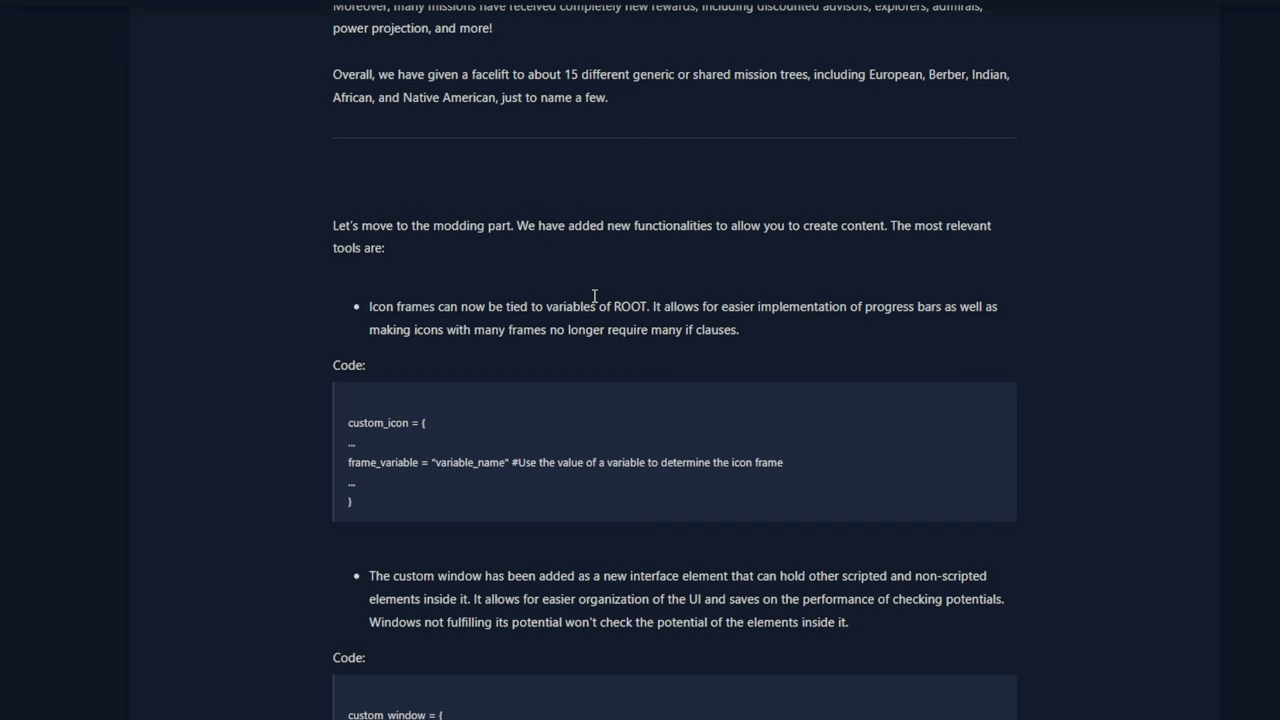 Moreover, many missions have received completely new rewards, including discounted advisors, explorers, admirals,
power projection, and more!
Overall, we have given a facelift to about 15 different generic or shared mission trees, including European, Berber, Indian,
African, and Native American, just to name a few.
Let's move to the modding part. We have added new functionalities to allow you to create content. The most relevant
tools are:
• Icon frames can now be tied to variables of ROOT. It allows for easier implementation of progress bars as well as
making icons with many frames no longer require many if clauses.
Code:
custom_icon = {
...
frame_variable = "variable_name" #Use the value of a variable to determine the icon frame
...
}
• The custom window has been added as a new interface element that can hold other scripted and non-scripted
elements inside it. It allows for easier organization of the UI and saves on the performance of checking potentials.
Windows not fulfilling its potential won't check the potential of the elements inside it.
Code:
custom_window = {